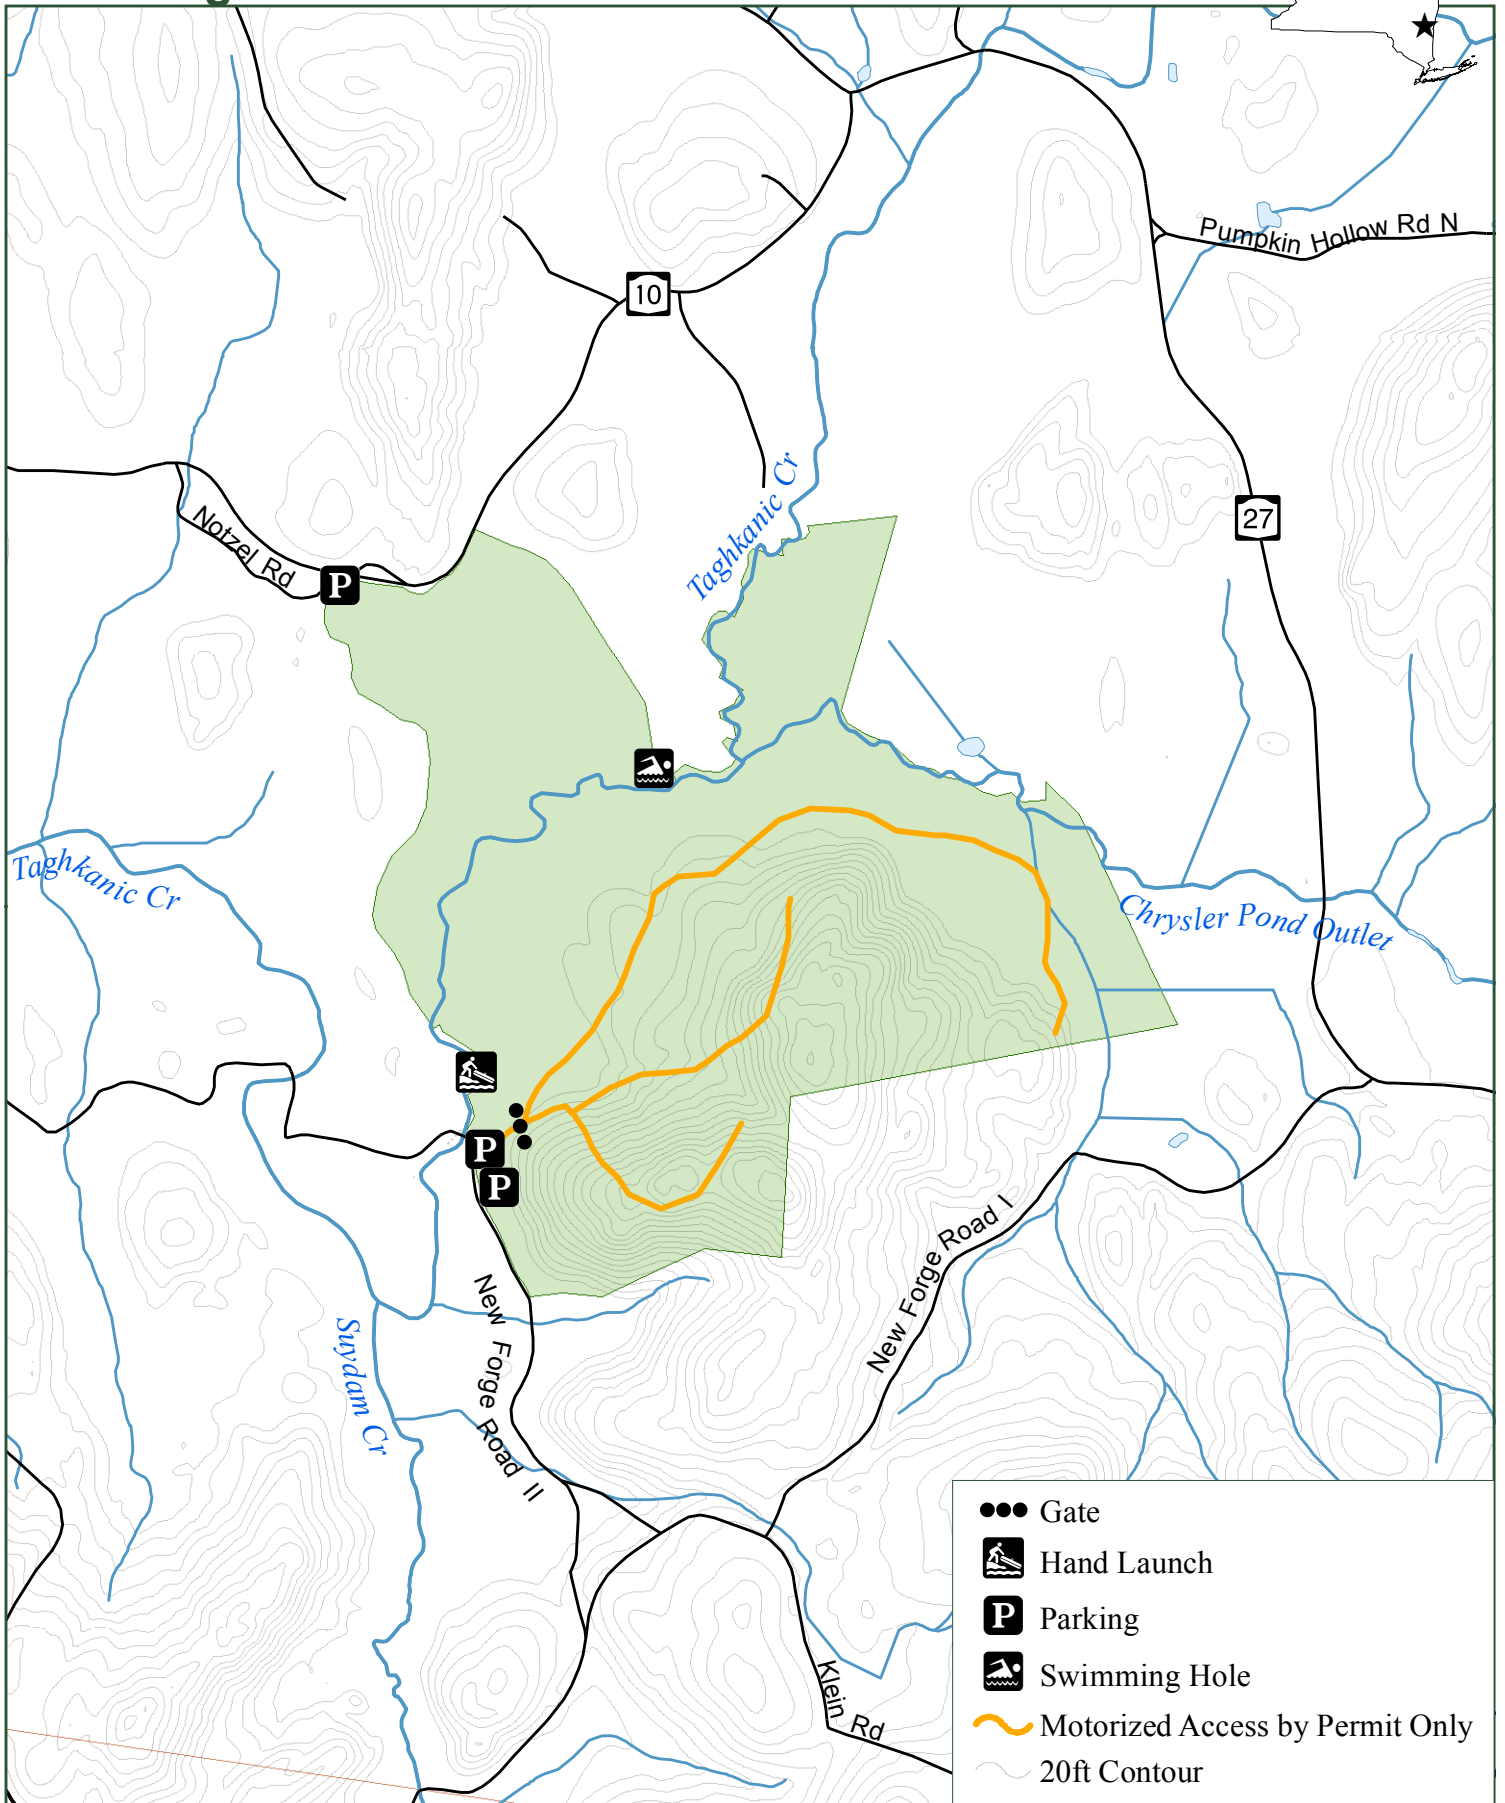 Pumpkin Hollow Rd N
10
Taghkanic Cr
27
Notzel Rd
P
Taghkanic Cr
Chrysler Pond Outlet
P
P
New Forge Road I
New Forge Road II
Suydam Cr
Klein Rd
Gate
Hand Launch
P Parking
Swimming Hole
Motorized Access by Permit Only
20ft Contour